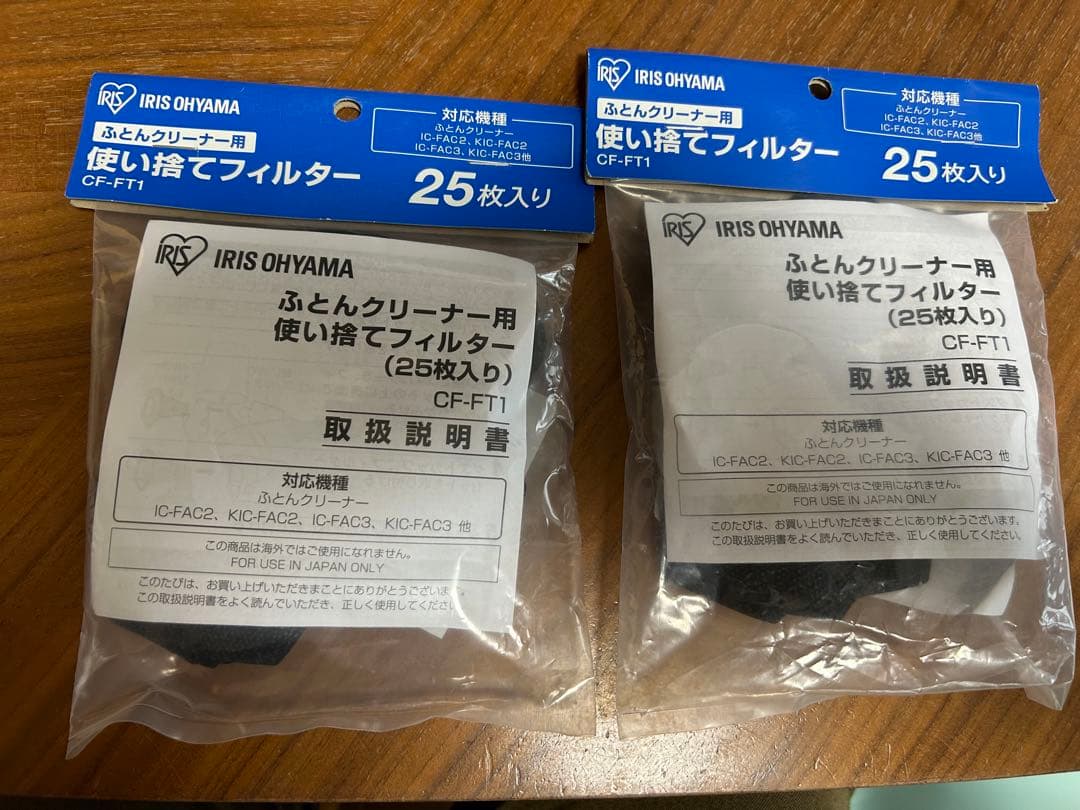 IRIS
IRIS OHYAMA
ふとんクリーナー用
使い捨てフィルター
CF-FT1
対応機種
ふとんクリーナー
IC-FAC2、KIC-FAC2
IC-FAC3、KIC-FAC3他
25枚入り
IRIS
IRIS OHYAMA
ふとんクリーナー用
使い捨てフィルター
(25枚入り)
CF-FT1
取扱説明書
対応機種
ふとんクリーナー
IC-FAC2、KIC-FAC2、IC-FAC3、KIC-FAC3 他
この商品は海外ではご使用になれません。
FOR USE IN JAPAN ONLY
このたびは、お買い上げいただきまことにありがとうございます。
この取扱説明書をよく読んでいただき、正しく使用してください
IRIS
IRIS OHYAMA
ふとんクリーナー用
使い捨てフィルター
CF-FT1
対応機種
ふとんクリーナー
IC-FAC2、KIC-FAC2
IC-FAC3、KIC-FAC3他
25枚入り
IRIS
IRIS OHYAMA
ふとんクリーナー用
使い捨てフィルター
(25枚入り)
CF-FT1
取扱説明書
対応機種
ふとんクリーナー
IC-FAC2、KIC-FAC2、IC-FAC3、KIC-FAC3 他
この商品は海外ではご使用になれません。
FOR USE IN JAPAN ONLY
このたびは、お買い上げいただきまことにありがとうございます。
この取扱説明書をよく読んでいただき、正しく使用してください。